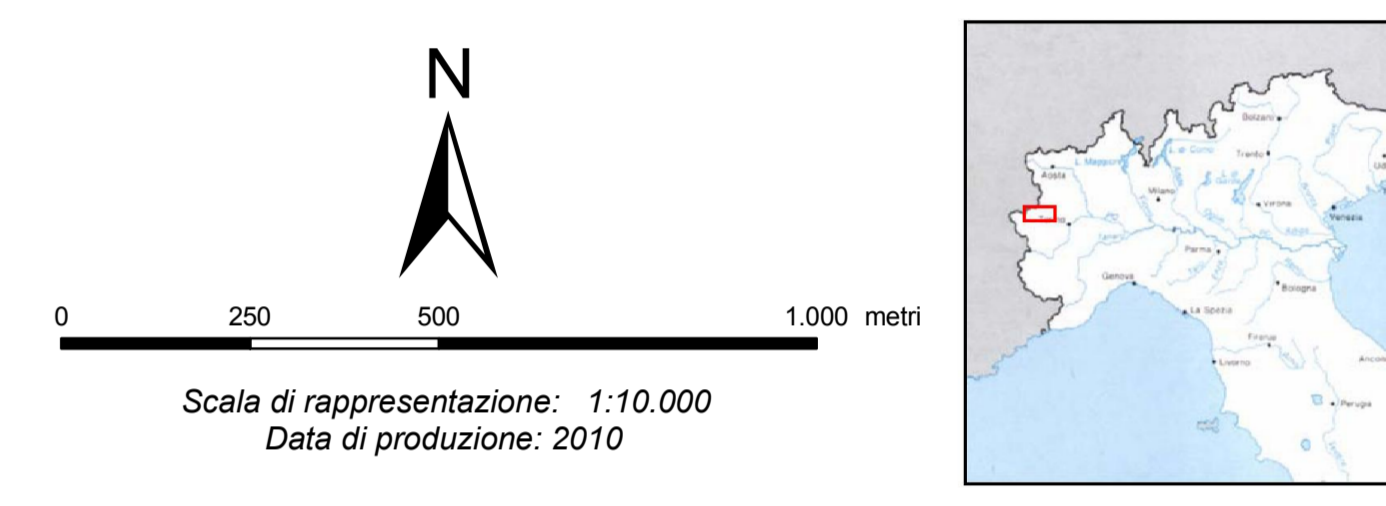 N
0 250 500 1.000 metri
Scala di rappresentazione: 1:10.000
Data di produzione: 2010
Bolzano
Trento
L. Maggiore
L. di Como
Aosta
Milano
Verona
Venezia
Parma
Genova
Bologna
La Spezia
Firenze
Livorno
Ancon
Perugia